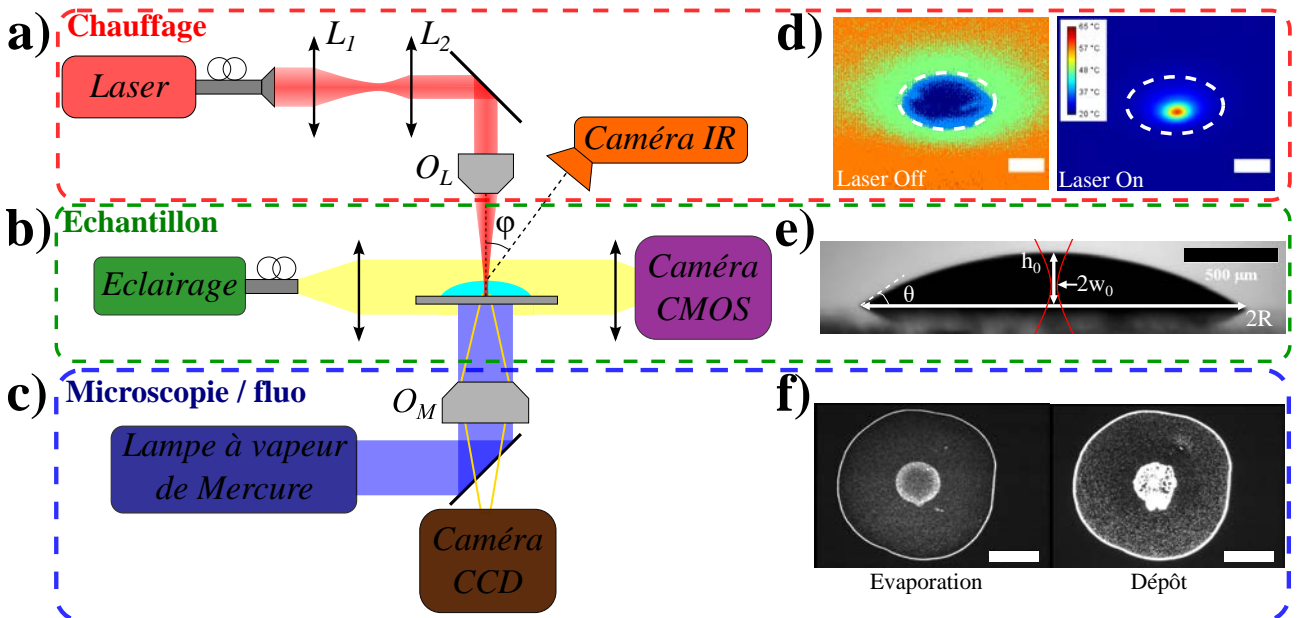 a)
Chauffage
Laser
L1
L2
OL
Caméra IR
φ
d)
Laser Off
65 °C
56 °C
48 °C
37 °C
20 °C
Laser On
b)
Echantillon
Eclairage
Caméra
CMOS
e)
h0
2w0
θ
2R
500 µm
c)
Microscopie / fluo
OM
Lampe à vapeur
de Mercure
Caméra
CCD
f)
Evaporation
Dépôt